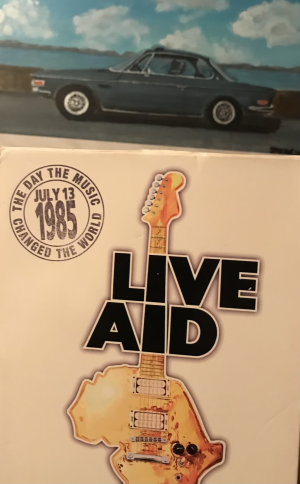 THE DAY THE MUSIC
JULY 13
1985
CHANGED THE WORLD
LIVE
AID